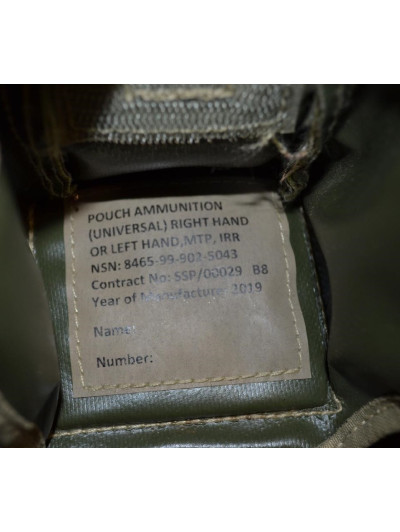 POUCH AMMUNITION
(UNIVERSAL) RIGHT HAND
OR LEFT HAND,MTP, IRR
NSN: 8465-99-902-5043
Contract No: SSP/00029 B8
Year of Manufacture 2019
Name:
Number: